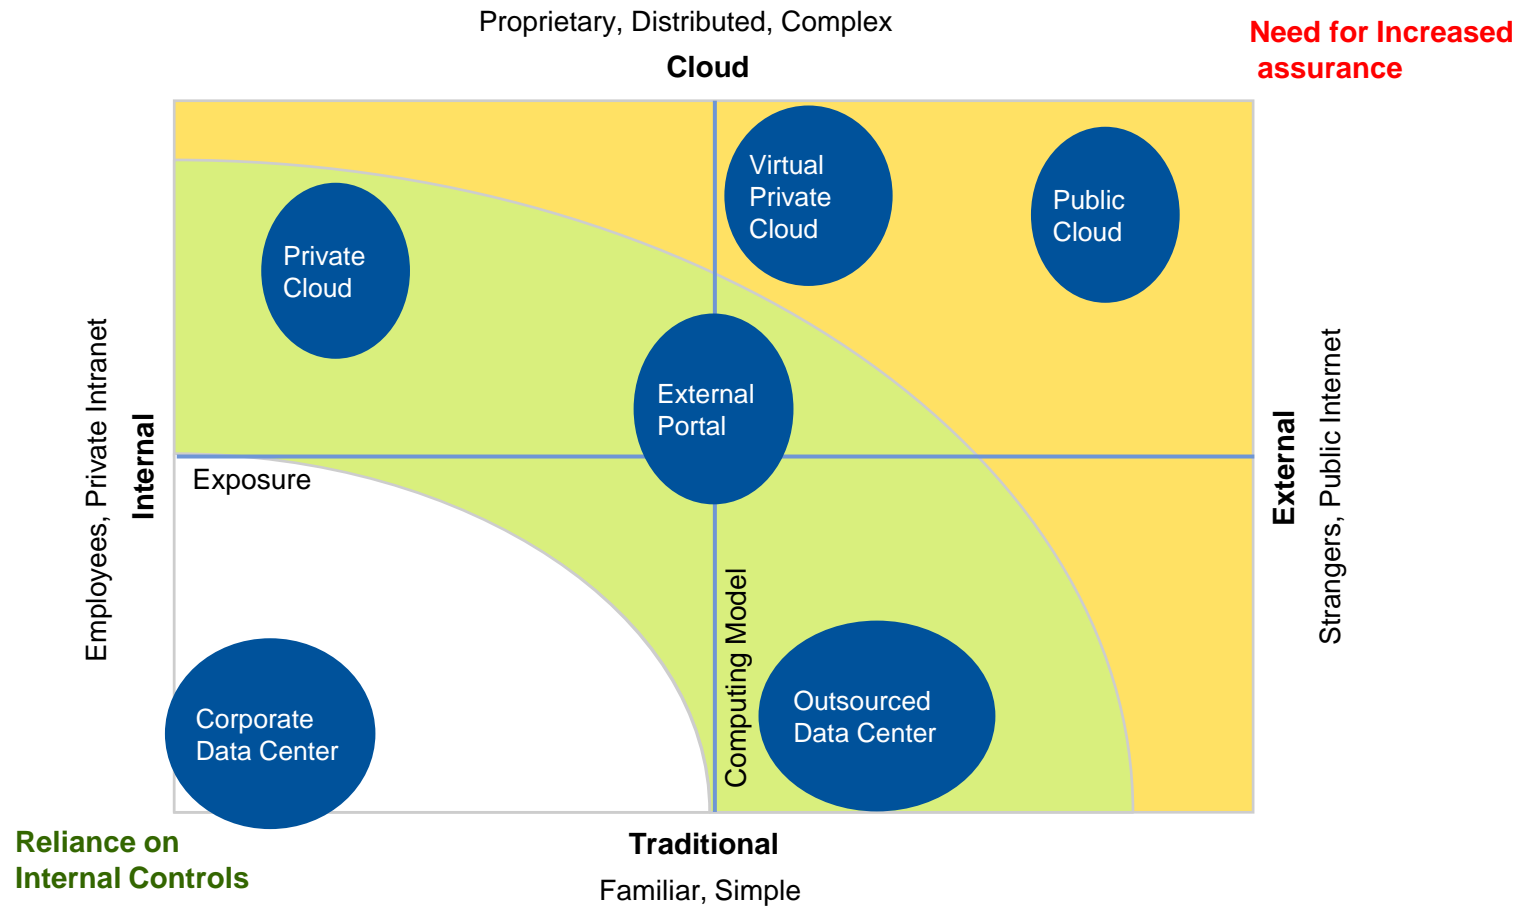 Proprietary, Distributed, Complex
Cloud
Need for Increased
assurance
Virtual
Private
Cloud
Public
Cloud
Private
Cloud
External
Portal
Employees, Private Intranet
Internal
Exposure
External
Strangers, Public Internet
Computing Model
Corporate
Data Center
Outsourced
Data Center
Reliance on
Internal Controls
Traditional
Familiar, Simple